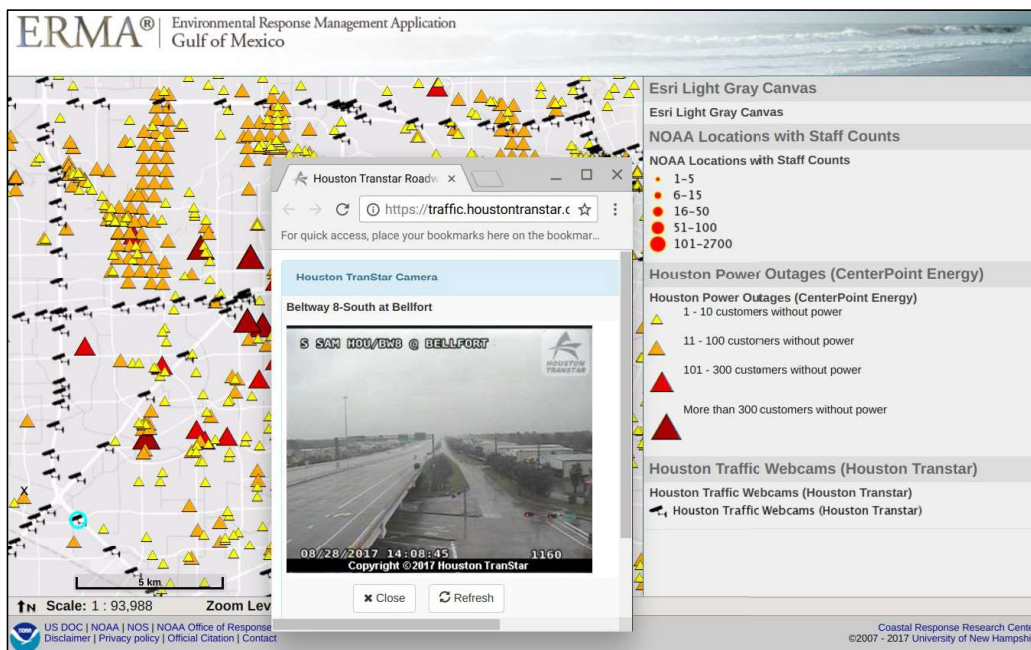 ERMA® Environmental Response Management Application
Gulf of Mexico
Esri Light Gray Canvas
Esri Light Gray Canvas
NOAA Locations with Staff Counts
NOAA Locations with Staff Counts
1-5
6-15
16-50
51-100
101-2700
Houston Power Outages (CenterPoint Energy)
Houston Power Outages (CenterPoint Energy)
1 - 10 customers without power
11 - 100 customers without power
101 - 300 customers without power
More than 300 customers without power
Houston Traffic Webcams (Houston Transtar)
Houston Traffic Webcams (Houston Transtar)
Houston Traffic Webcams (Houston Transtar)
Houston Transtar Roadw
https://traffic.houstontranstar.c
For quick access, place your bookmarks here on the bookmar...
Houston TranStar Camera
Beltway 8-South at Bellfort
S SAM HOU/BW8 @ BELLFORT
HOUSTON
TRANSTAR
08/28/2017 14:08:45 1160
Copyright ©2017 Houston TranStar
Close Refresh
X
5 km
N Scale: 1 : 93,988 Zoom Lev
US DOC | NOAA | NOS | NOAA Office of Response
Disclaimer | Privacy policy | Official Citation | Contact
Coastal Response Research Cente
©2007 - 2017 University of New Hampshi